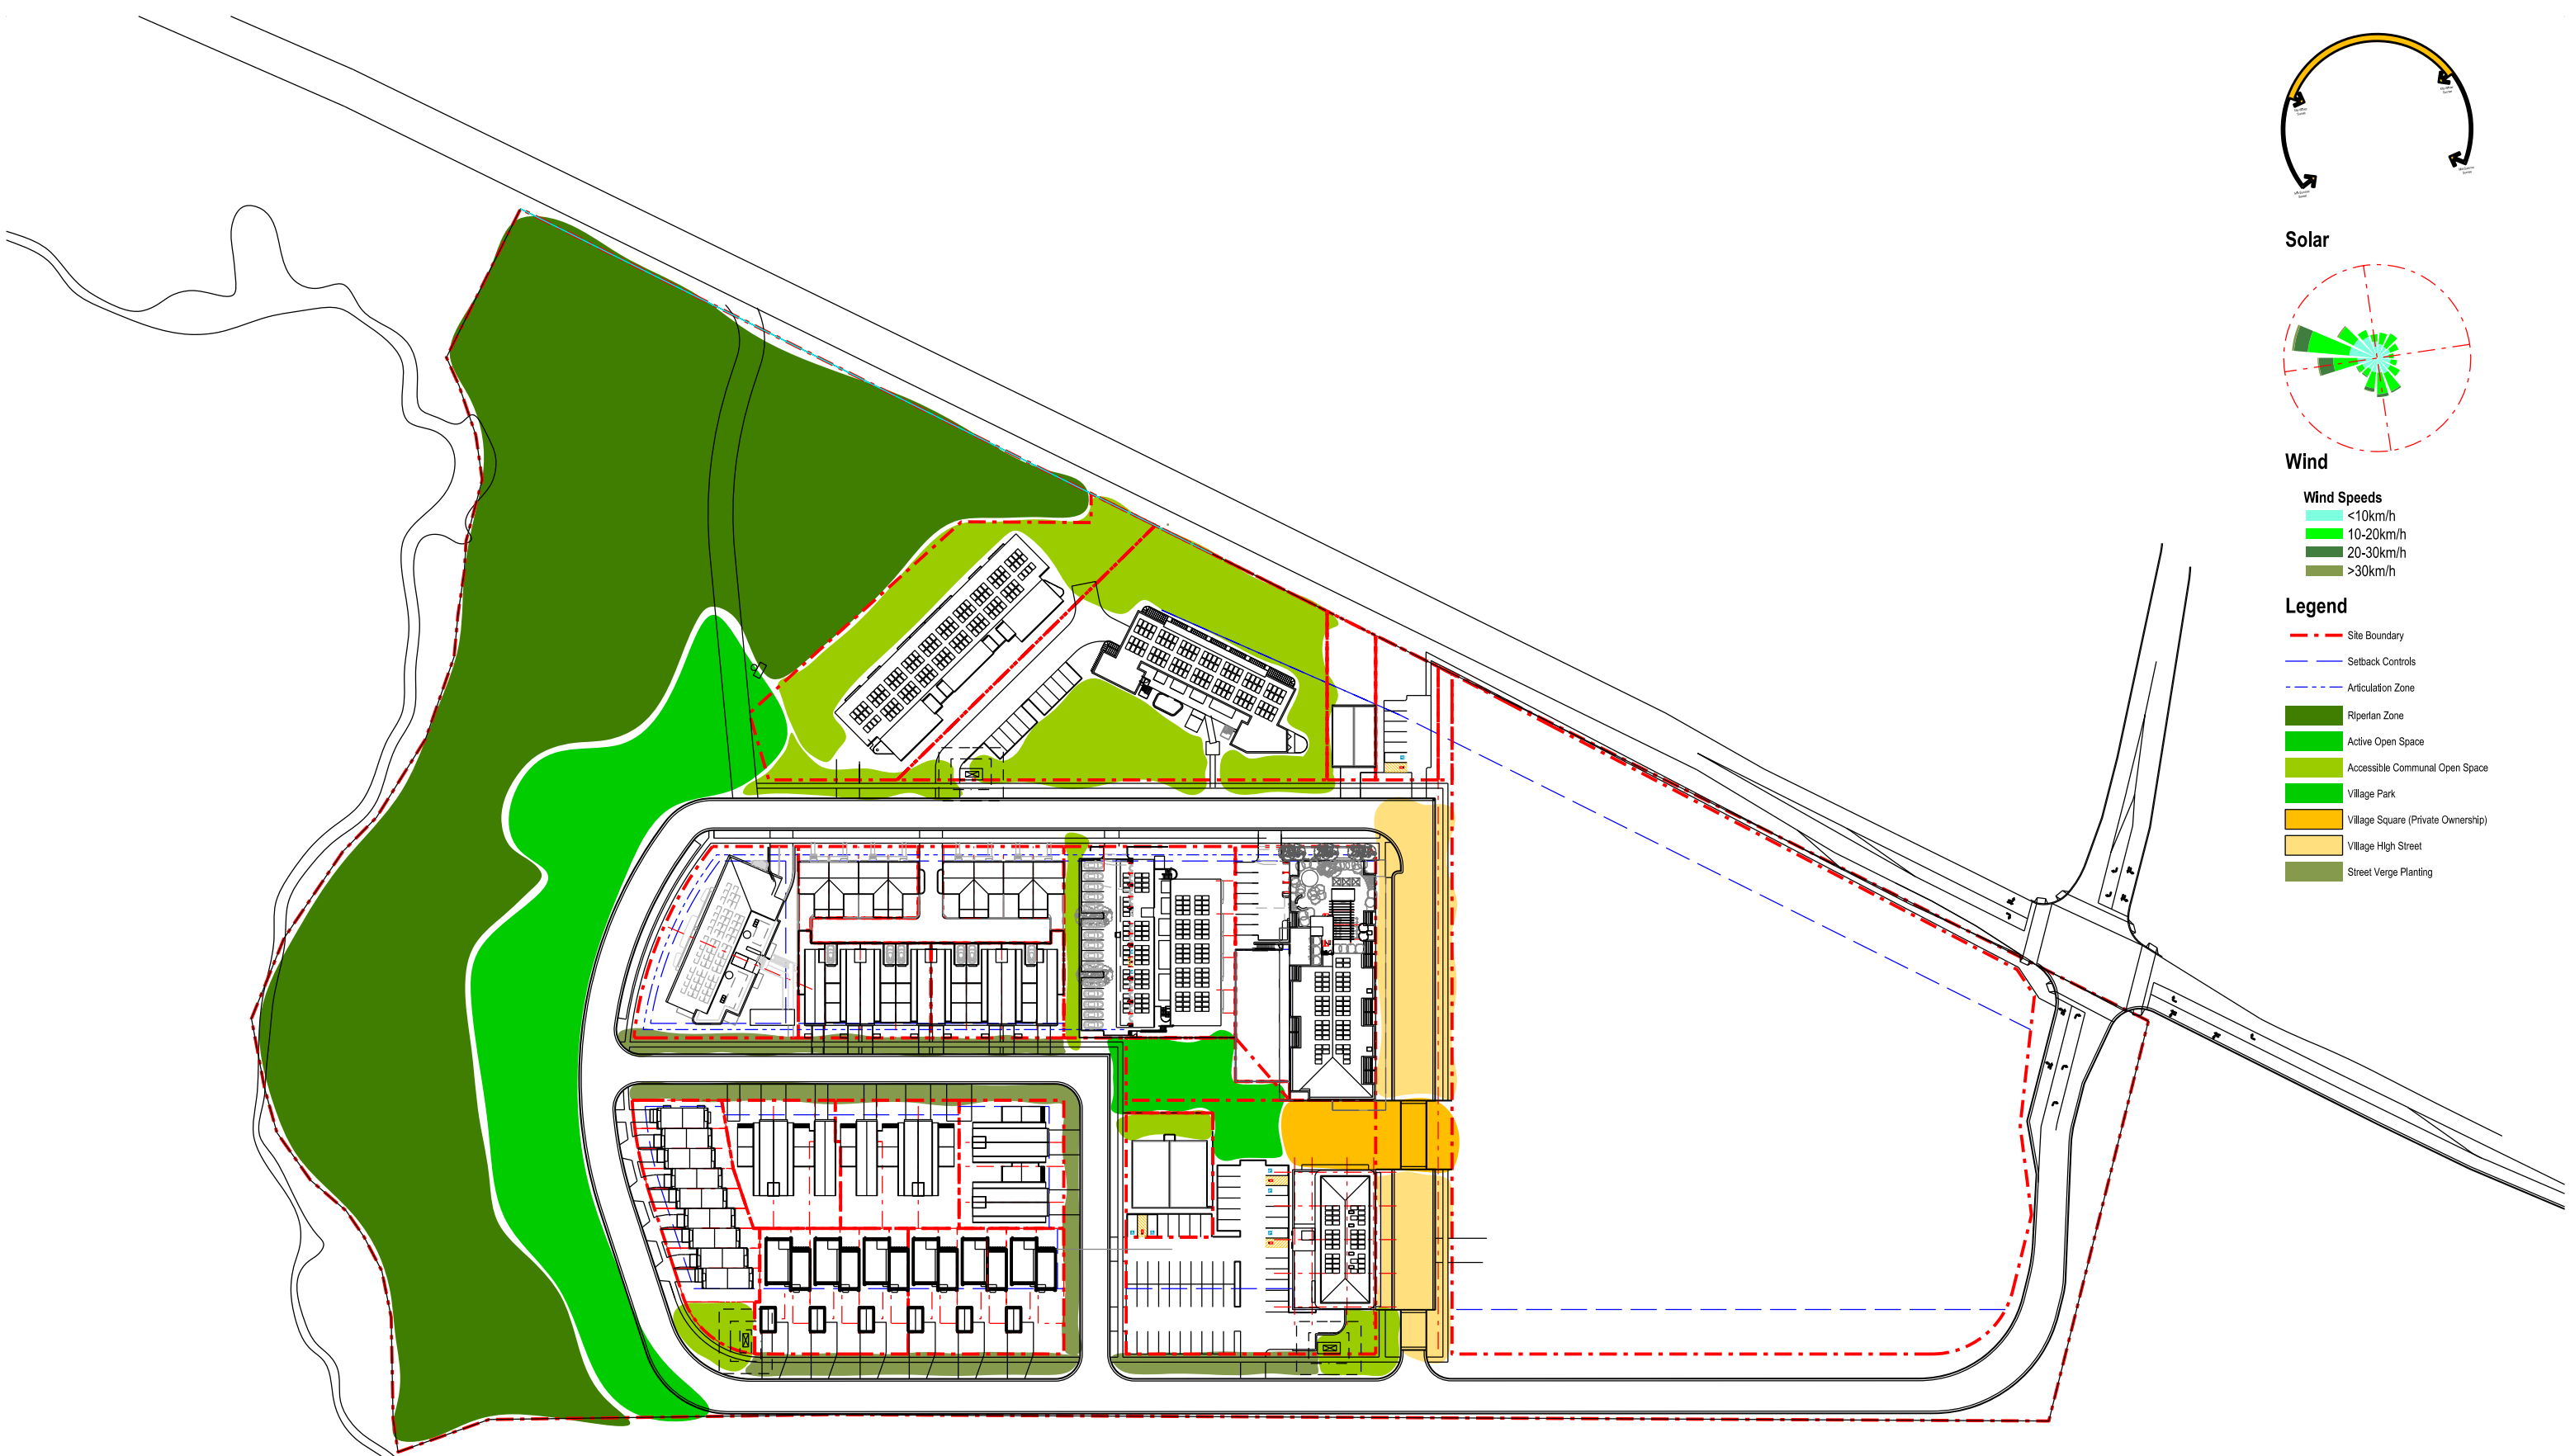 Solar
Wind
Wind Speeds
<10km/h
10-20km/h
20-30km/h
>30km/h
Legend
Site Boundary
Setback Controls
Articulation Zone
Riperian Zone
Active Open Space
Accessible Communal Open Space
Village Park
Village Square (Private Ownership)
Village High Street
Street Verge Planting